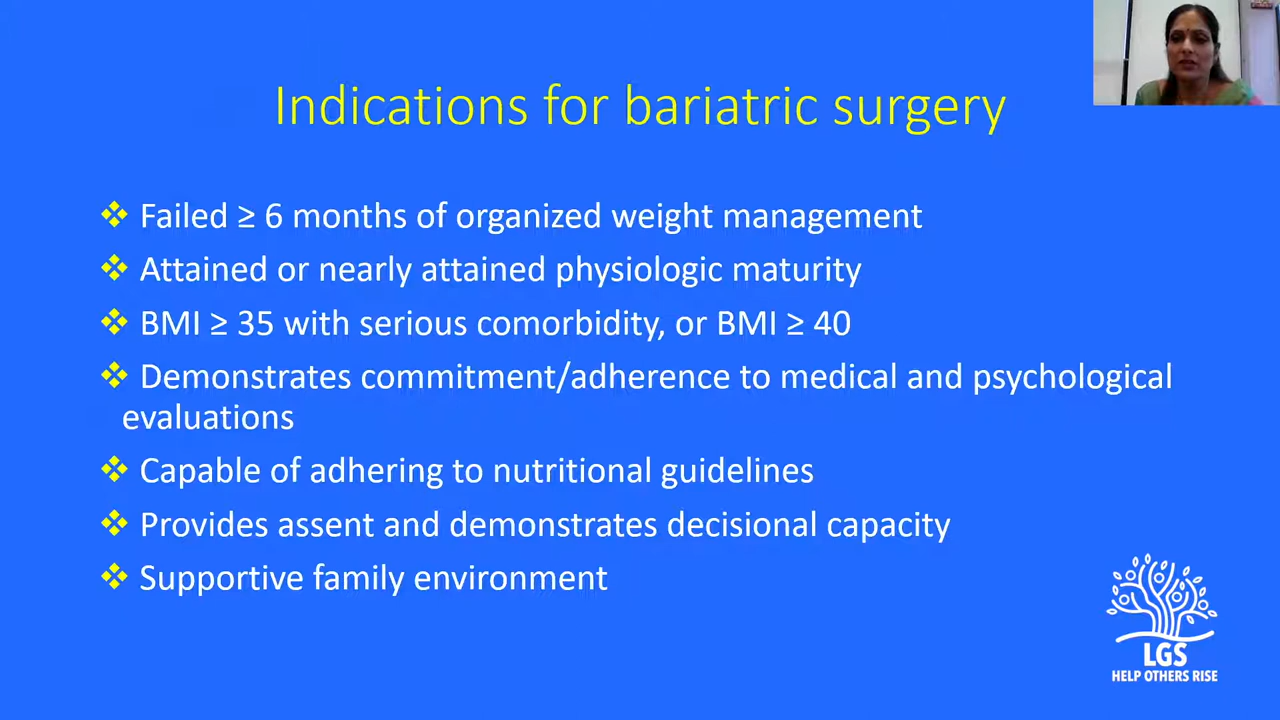 Indications for bariatric surgery
❖ Failed ≥ 6 months of organized weight management
❖ Attained or nearly attained physiologic maturity
❖ BMI ≥ 35 with serious comorbidity, or BMI ≥ 40
❖ Demonstrates commitment/adherence to medical and psychological
evaluations
❖ Capable of adhering to nutritional guidelines
❖ Provides assent and demonstrates decisional capacity
❖ Supportive family environment
LGS
HELP OTHERS RISE